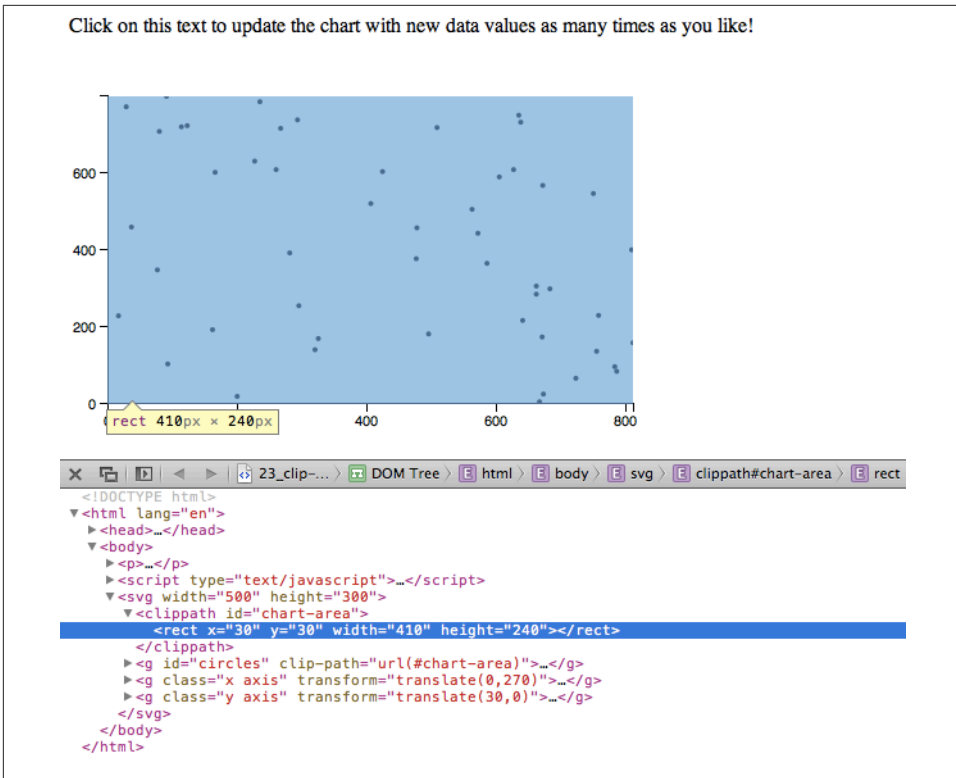 Click on this text to update the chart with new data values as many times as you like!
600
400
200
0
400
600
800
rect 410px × 240px
23_clip-... DOM Tree E html E body E svg E clippath#chart-area E rect
<!DOCTYPE html>
▼<html lang="en">
▶<head>…</head>
▼<body>
▶<p>…</p>
▶<script type="text/javascript">…</script>
▼<svg width="500" height="300">
▼<clippath id="chart-area">
<rect x="30" y="30" width="410" height="240"></rect>
</clippath>
▶<g id="circles" clip-path="url(#chart-area)">…</g>
▶<g class="x axis" transform="translate(0,270)">…</g>
▶<g class="y axis" transform="translate(30,0)">…</g>
</svg>
</body>
</html>